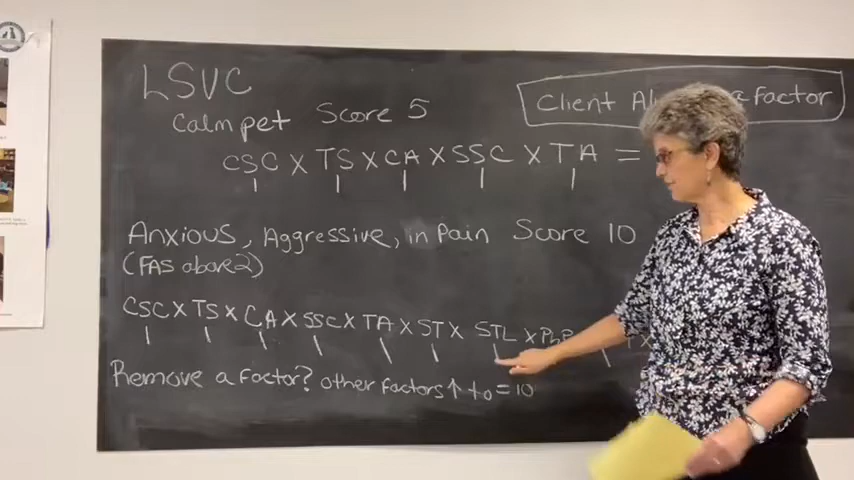 LSVC
Client a Factor
Calm pet Score 5
CSC x TS x CA x SSC x TA =
Anxious, Aggressive, in Pain Score 10
(FAS above 2)
CSC x TS x CA x SSC x TA x ST x STL x
Remove a factor? other factors ↑ to = 10